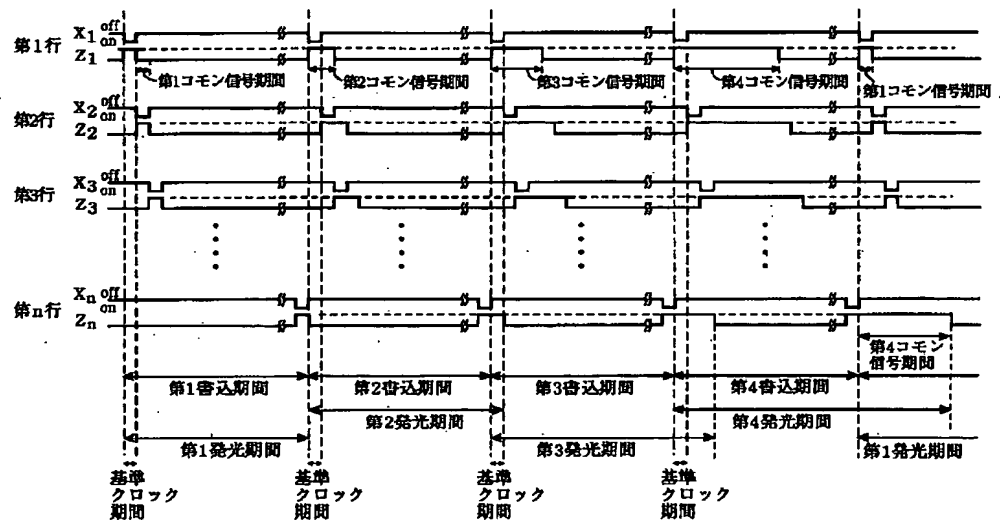 第1行 X1 off on
Z1
第1コモン信号期間 第2コモン信号期間 第3コモン信号期間 第4コモン信号期間 第1コモン信号期間
第2行 X2 off on
Z2
第3行 X3 off on
Z3
第n行 Xn off on
Zn
第4コモン
信号期間
第1書込期間 第2書込期間 第3書込期間 第4書込期間
第2発光期間 第4発光期間
第1発光期間 第3発光期間 第1発光期間
基準 基準 基準 基準
クロック クロック クロック クロック
期間 期間 期間 期間